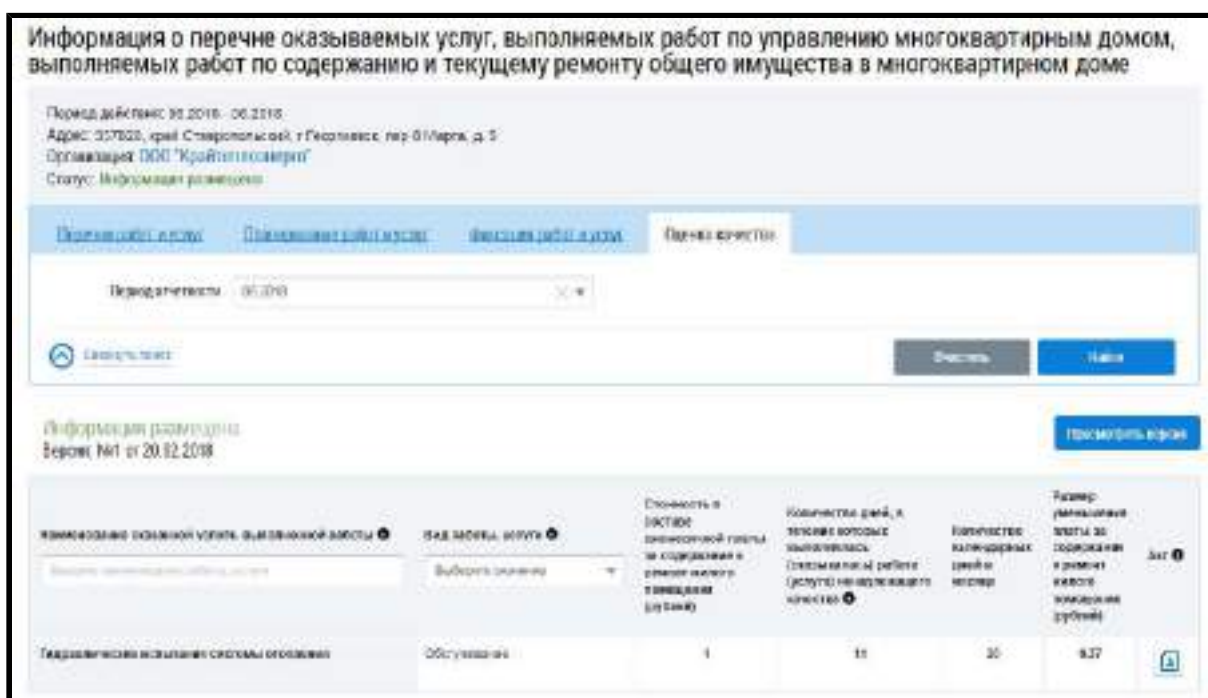 Информация о перечне оказываемых услуг, выполняемых работ по управлению многоквартирным домом,
выполняемых работ по содержанию и текущему ремонту общего имущества в многоквартирном доме
Период действия: 06.2018 - 06.2018
Адрес: край Ставропольский, г Георгиевск, пер 8 Марта, д. 5
Организация: ООО "Крайтеплоэнерго"
Статус: Информация размещена
Перечни работ и услуг Планирование работ и услуг Фиксация работ и услуг Оценка качества
Период отчетности 06.2018
Свернуть поиск
Очистить Найти
Информация размещена
Версия №1 от 20.02.2018
Просмотреть версии
Наименование оказанной услуги, выполненной работы
Вид работы, услуги
Выберите значение
Стоимость в
составе
ежемесячной платы
за содержание и
ремонт жилого
помещения
(рублей)
Количество дней, в
течение которых
выполнялась
(оказывалась) работа
(услуга) ненадлежащего
качества
Количество
календарных
дней в
месяце
Размер
уменьшения
платы за
содержание
и ремонт
жилого
помещения
(рублей)
Акт
Гидравлические испытания системы отопления
Обслуживание
1
11
30
0.37